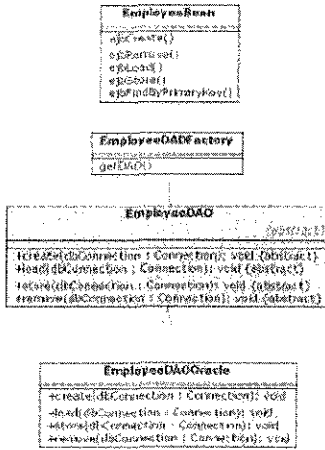 EmployeeBean
ejbCreate()
ejbRemove()
ejbLoad()
ejbStore()
ejbFindByPrimaryKey()
EmployeeDAOFactory
getDAO()
EmployeeDAO
{abstract}
+create(dbConnection : Connection): void {abstract}
+load(dbConnection : Connection): void {abstract}
+store(dbConnection : Connection): void {abstract}
+remove(dbConnection : Connection): void {abstract}
EmployeeDAOOracle
+create(dbConnection : Connection): void
+load(dbConnection : Connection): void
+store(dbConnection : Connection): void
+remove(dbConnection : Connection): void